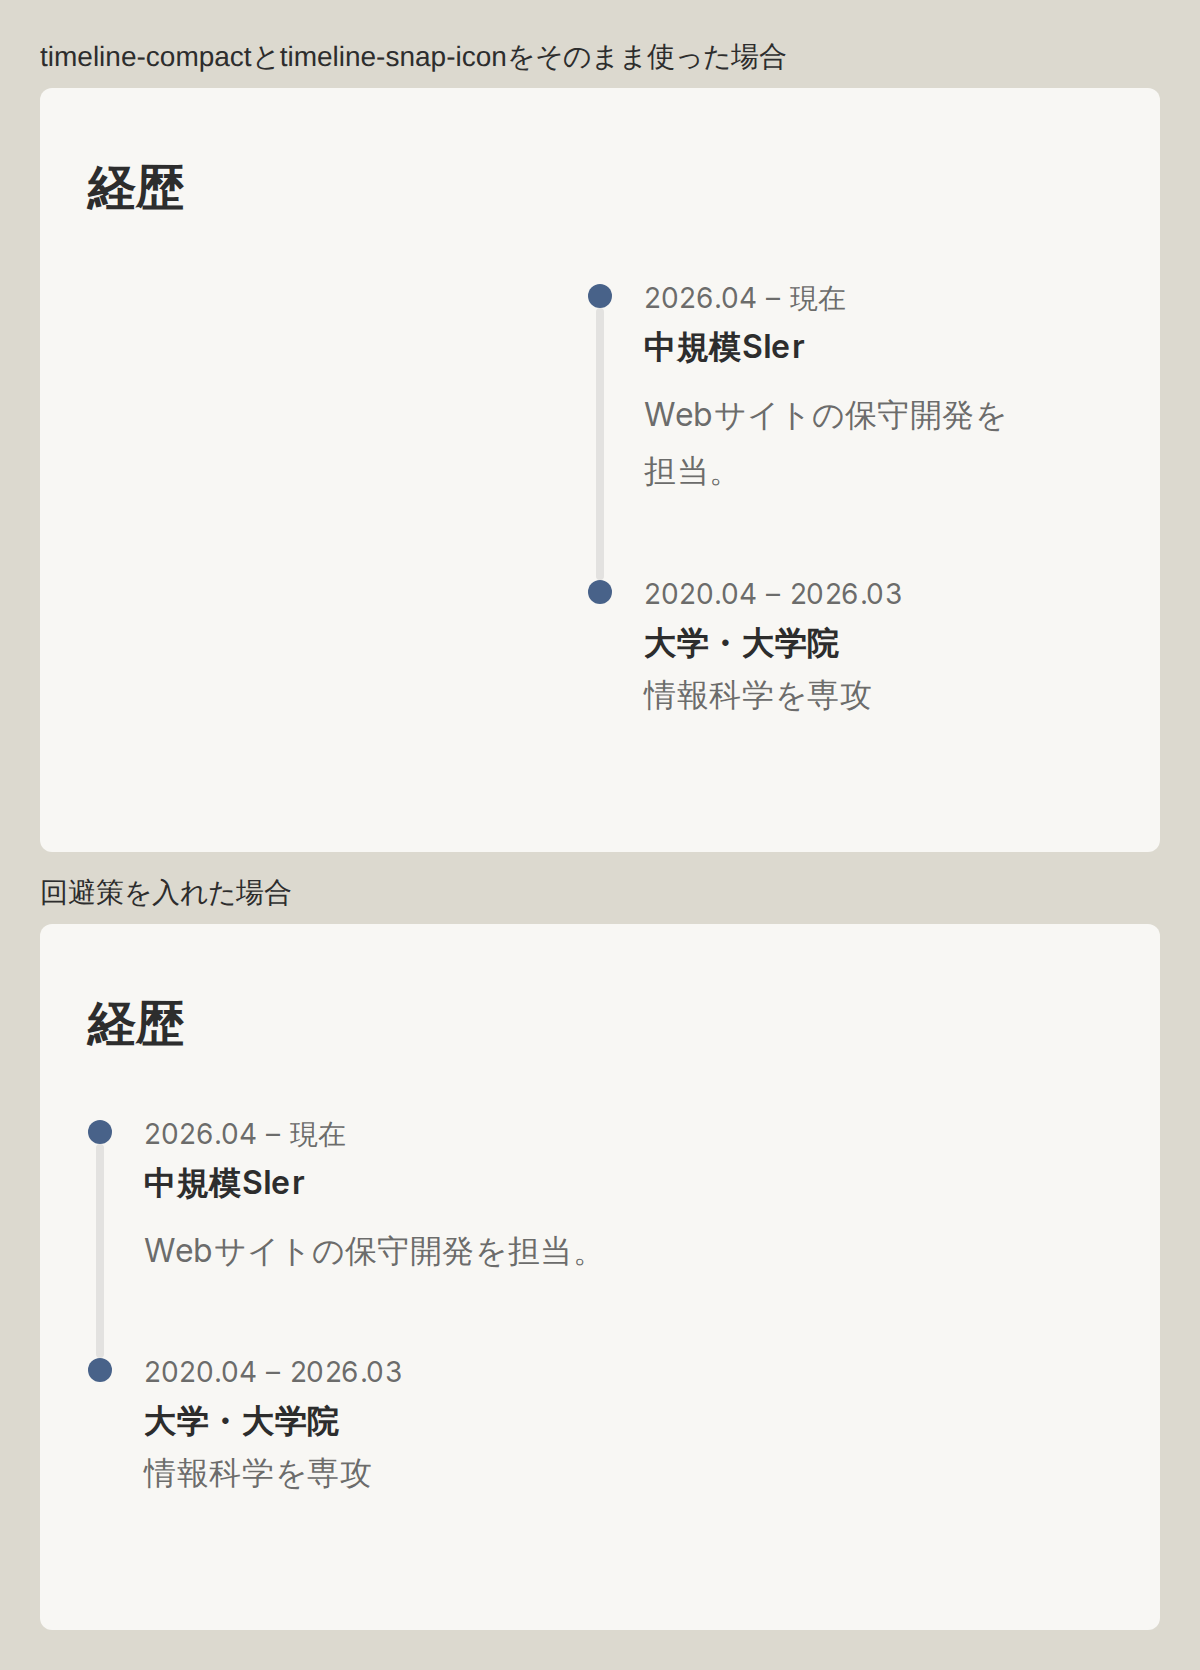 timeline-compactとtimeline-snap-iconをそのまま使った場合
経歴
2026.04 – 現在
中規模SIer
Webサイトの保守開発を
担当。
2020.04 – 2026.03
大学・大学院
情報科学を専攻
回避策を入れた場合
経歴
2026.04 – 現在
中規模SIer
Webサイトの保守開発を担当。
2020.04 – 2026.03
大学・大学院
情報科学を専攻